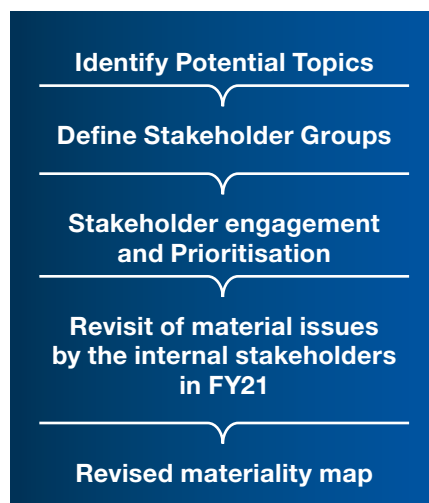 Identify Potential Topics
Define Stakeholder Groups
Stakeholder engagement
and Prioritisation
Revisit of material issues
by the internal stakeholders
in FY21
Revised materiality map